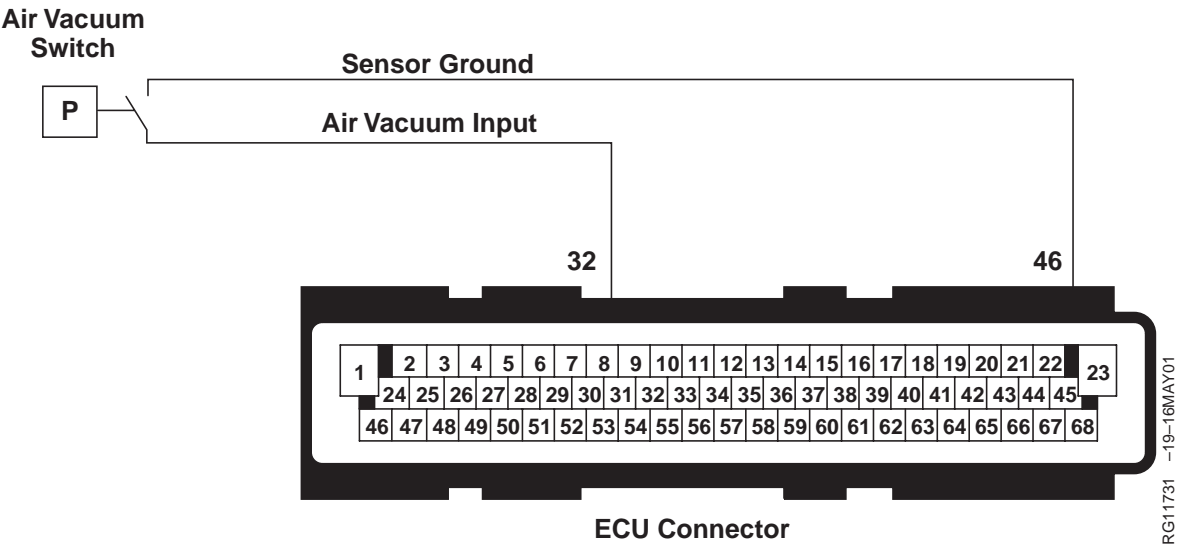 Air Vacuum
Switch
Sensor Ground
P
Air Vacuum Input
32
46
1 2 3 4 5 6 7 8 9 10 11 12 13 14 15 16 17 18 19 20 21 22 23
24 25 26 27 28 29 30 31 32 33 34 35 36 37 38 39 40 41 42 43 44 45
46 47 48 49 50 51 52 53 54 55 56 57 58 59 60 61 62 63 64 65 66 67 68
ECU Connector
RG11731 –19–16MAY01